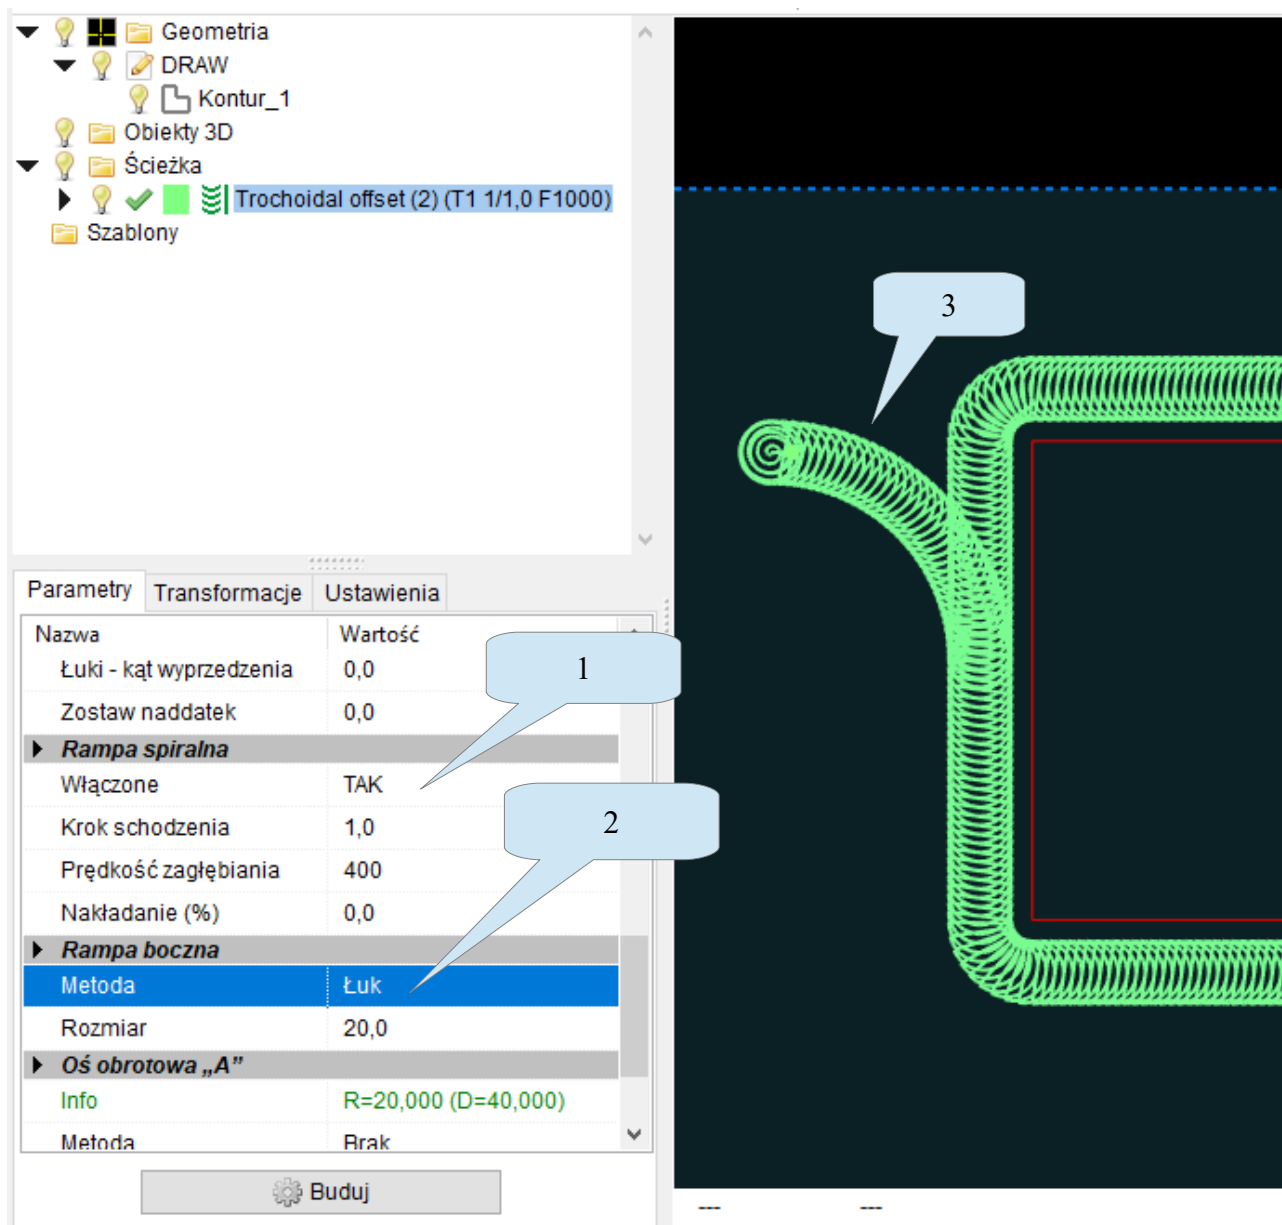 Geometria
DRAW
Kontur_1
Obiekty 3D
Ścieżka
Trochoidal offset (2) (T1 1/1,0 F1000)
Szablony
3
Parametry Transformacje Ustawienia
Nazwa Wartość
Łuki - kąt wyprzedzenia 0,0
1
Zostaw naddatek 0,0
Rampa spiralna
Włączone TAK
Krok schodzenia 1,0
2
Prędkość zagłębiania 400
Nakładanie (%) 0,0
Rampa boczna
Metoda Łuk
Rozmiar 20,0
Oś obrotowa „A”
Info R=20,000 (D=40,000)
Metoda Brak
Buduj
--- ---